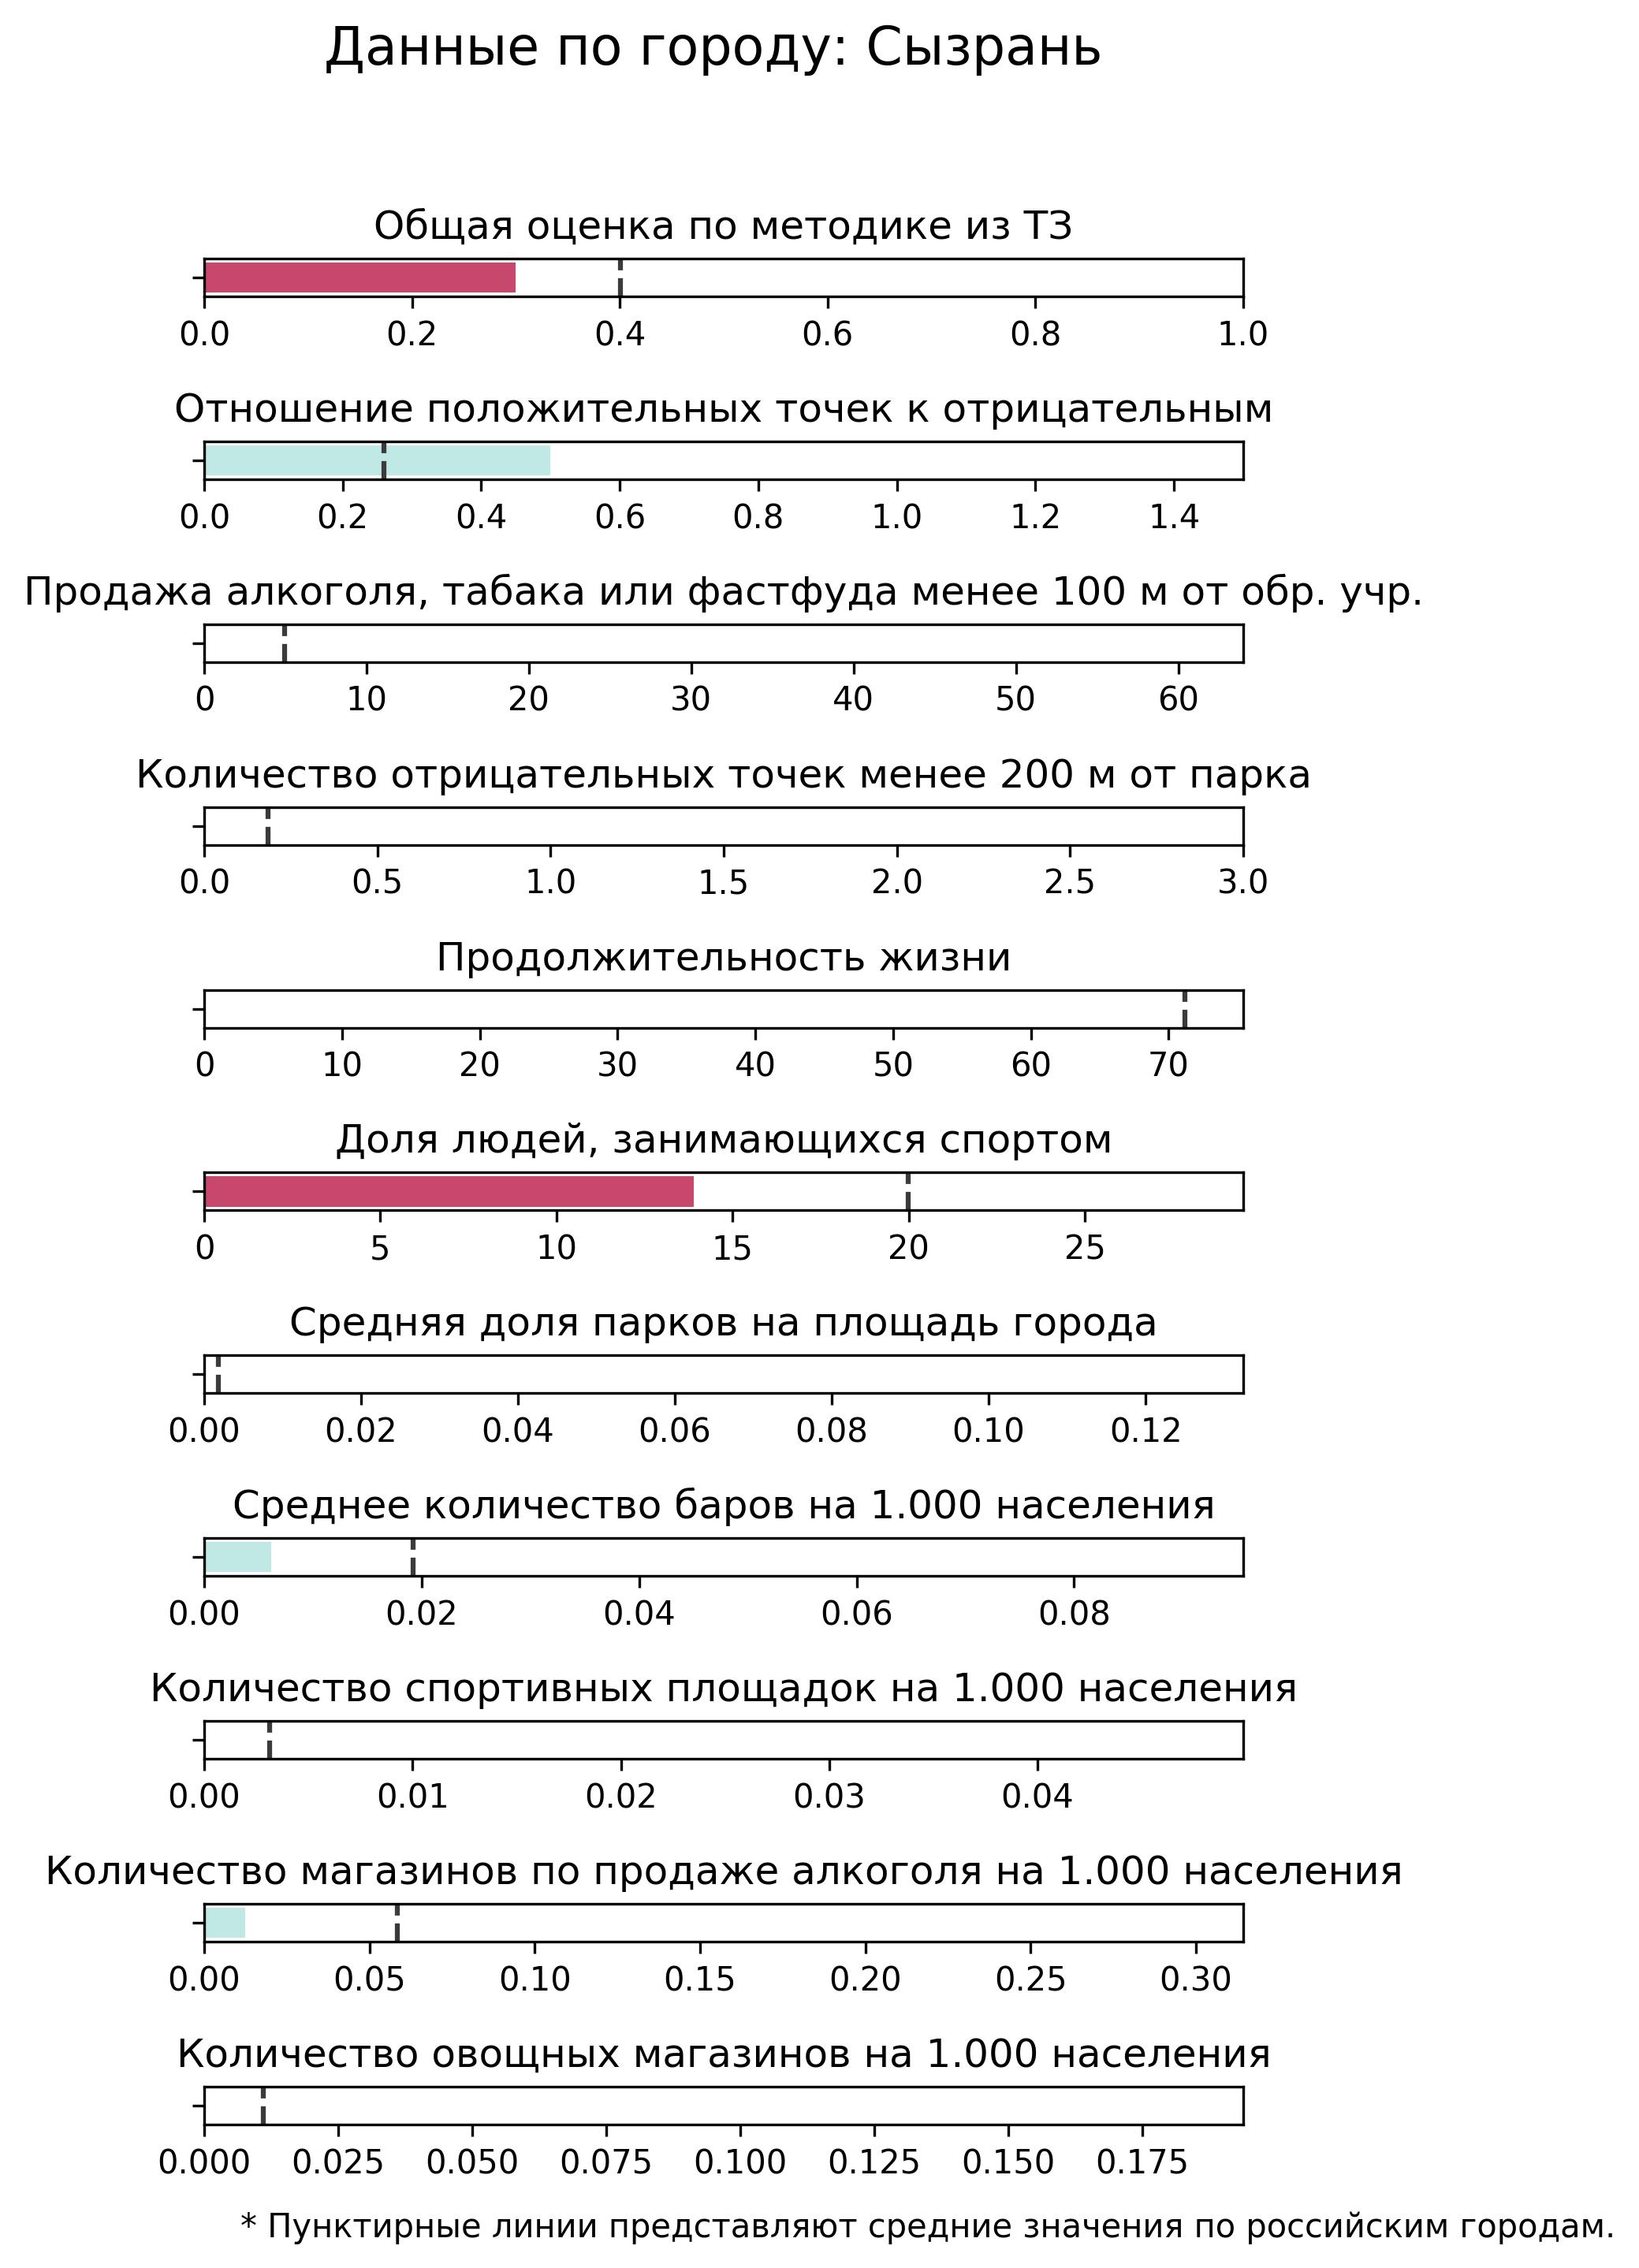 Данные по городу: Сызрань
Общая оценка по методике из ТЗ
0.0 0.2 0.4 0.6 0.8 1.0
Отношение положительных точек к отрицательным
0.0 0.2 0.4 0.6 0.8 1.0 1.2 1.4
Продажа алкоголя, табака или фастфуда менее 100 м от обр. учр.
0 10 20 30 40 50 60
Количество отрицательных точек менее 200 м от парка
0.0 0.5 1.0 1.5 2.0 2.5 3.0
Продолжительность жизни
0 10 20 30 40 50 60 70
Доля людей, занимающихся спортом
0 5 10 15 20 25
Средняя доля парков на площадь города
0.00 0.02 0.04 0.06 0.08 0.10 0.12
Среднее количество баров на 1.000 населения
0.00 0.02 0.04 0.06 0.08
Количество спортивных площадок на 1.000 населения
0.00 0.01 0.02 0.03 0.04
Количество магазинов по продаже алкоголя на 1.000 населения
0.00 0.05 0.10 0.15 0.20 0.25 0.30
Количество овощных магазинов на 1.000 населения
0.000 0.025 0.050 0.075 0.100 0.125 0.150 0.175
* Пунктирные линии представляют средние значения по российским городам.